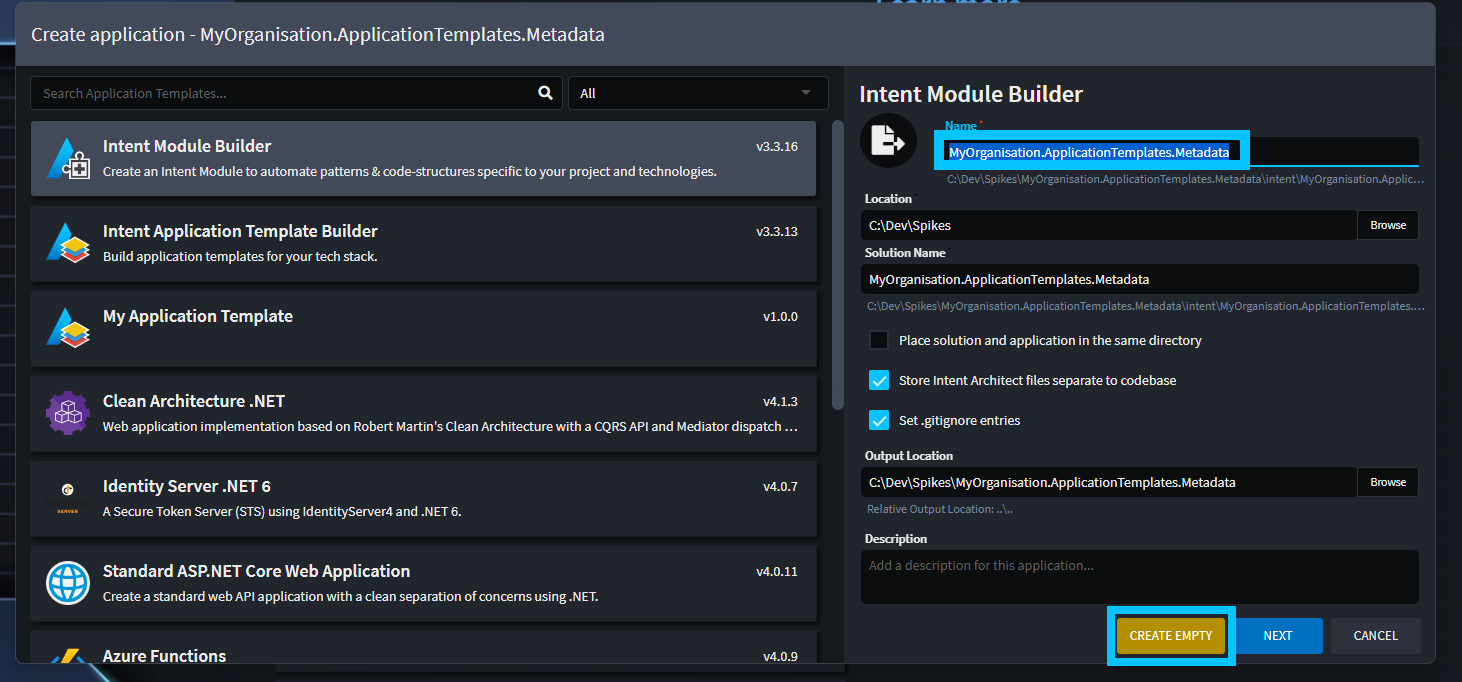 Learn more
Create application - MyOrganisation.ApplicationTemplates.Metadata
Search Application Templates...
All
Intent Module Builder
v3.3.16
Create an Intent Module to automate patterns & code-structures specific to your project and technologies.
Intent Application Template Builder
v3.3.13
Build application templates for your tech stack.
My Application Template
v1.0.0
Clean Architecture .NET
v4.1.3
Web application implementation based on Robert Martin's Clean Architecture with a CQRS API and Mediator dispatch ...
SERVER
Identity Server .NET 6
v4.0.7
A Secure Token Server (STS) using IdentityServer4 and .NET 6.
Standard ASP.NET Core Web Application
v4.0.11
Create a standard web API application with a clean separation of concerns using .NET.
Azure Functions
v4.0.9
Intent Module Builder
Name *
MyOrganisation.ApplicationTemplates.Metadata
C:\Dev\Spikes\MyOrganisation.ApplicationTemplates.Metadata\intent\MyOrganisation.Applic...
Location
C:\Dev\Spikes
Browse
Solution Name
MyOrganisation.ApplicationTemplates.Metadata
C:\Dev\Spikes\MyOrganisation.ApplicationTemplates.Metadata\intent\MyOrganisation.ApplicationTemplates....
Place solution and application in the same directory
Store Intent Architect files separate to codebase
Set .gitignore entries
Output Location
C:\Dev\Spikes\MyOrganisation.ApplicationTemplates.Metadata
Browse
Relative Output Location: ..\..
Description
Add a description for this application...
CREATE EMPTY
NEXT
CANCEL